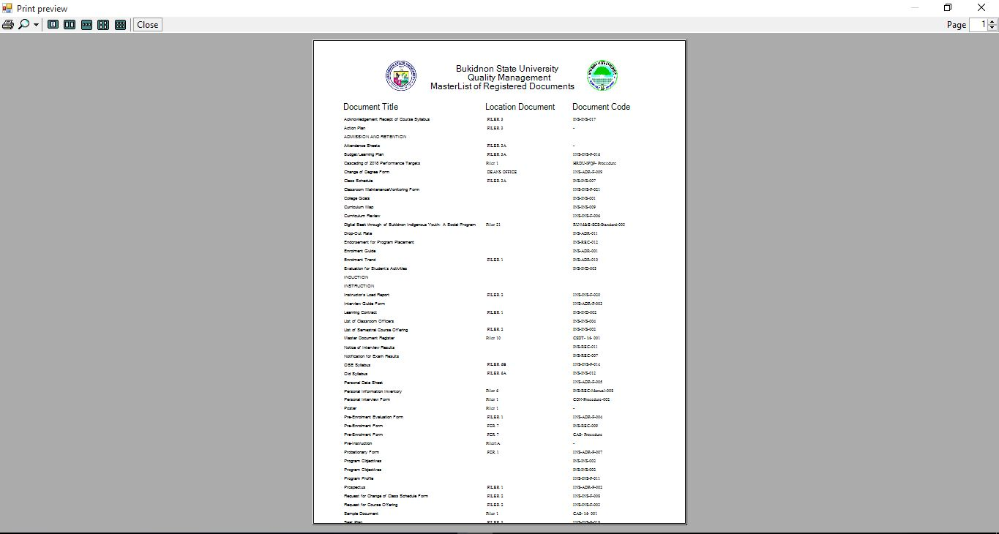 Print preview
Close Page 1
Bukidnon State University
Quality Management
MasterList of Registered Documents
Document Title Location Document Document Code
Acknowledgement Receipt of Course Syllabus FILER 3 INS-INS-017
Action Plan FILER 3 -
ADMISSION AND RETENTION
Attendance Sheets FILER 3A -
Budget/Learning Plan FILER 3A INS-INS-F-016
Cascading of 2018 Performance Targets Filer 1 HRDU-IPQF- Procedure
Change of Degree Form DEANS OFFICE INS-ADR-F-009
Class Schedule FILER 3A INS-INS-007
Classroom Maintenance/Monitoring Form INS-INS-F-021
College Goals INS-INS-001
Curriculum Map INS-INS-009
Curriculum Review INS-INS-F-006
Digital Seek through of Bukidnon Indigenous Youth: A Social Program Filer 21 RU-M&E-SCS-Standard-003
Drop-Out Rate INS-ADR-011
Endorsement for Program Placement INS-REC-012
Enrolment Guide INS-ADR-001
Enrolment Trend FILER 1 INS-ADR-010
Evaluation for Student's Activities INS-IND-003
INDUCTION
INSTRUCTION
Instructor's Load Report FILER 2 INS-INS-F-020
Interview Guide Form INS-ADR-F-003
Learning Contract FILER 1 INS-IND-002
List of Classroom Officers INS-INS-004
List of Semestral Course Offering FILER 2 INS-INS-002
Master Document Register Filer 10 CSDT- M- 001
Notice of Interview Results INS-REC-011
Notification for Exam Results INS-REC-007
OBE Syllabus FILER 6B INS-INS-F-014
Old Syllabus FILER 6A INS-INS-012
Personal Data Sheet INS-ADR-F-005
Personal Information Inventory Filer 6 INS-REC-Manual-008
Personal Interview Form Filer 1 CON-Procedure-002
Poster Filer 1 -
Pre-Enrolment Evaluation Form FILER 1 INS-ADR-F-004
Pre-Enrolment Form FCR 7 INS-REC-009
Pre-Enrolment Form FCR 7 CAS- Procedure
Pre-Instruction Filer1A -
Probationary Form FCR 1 INS-ADR-F-007
Program Objectives INS-INS-002
Program Objectives INS-INS-002
Program Profile INS-INS-F-011
Prospectus FILER 1 INS-ADR-F-002
Request for Change of Class Schedule Form FILER 2 INS-INS-F-008
Request for Course Offering FILER 2 INS-INS-F-003
Sample Document Filer 1 CAS- M- 001
Seat Plan FILER 2 INS-INS-F-018